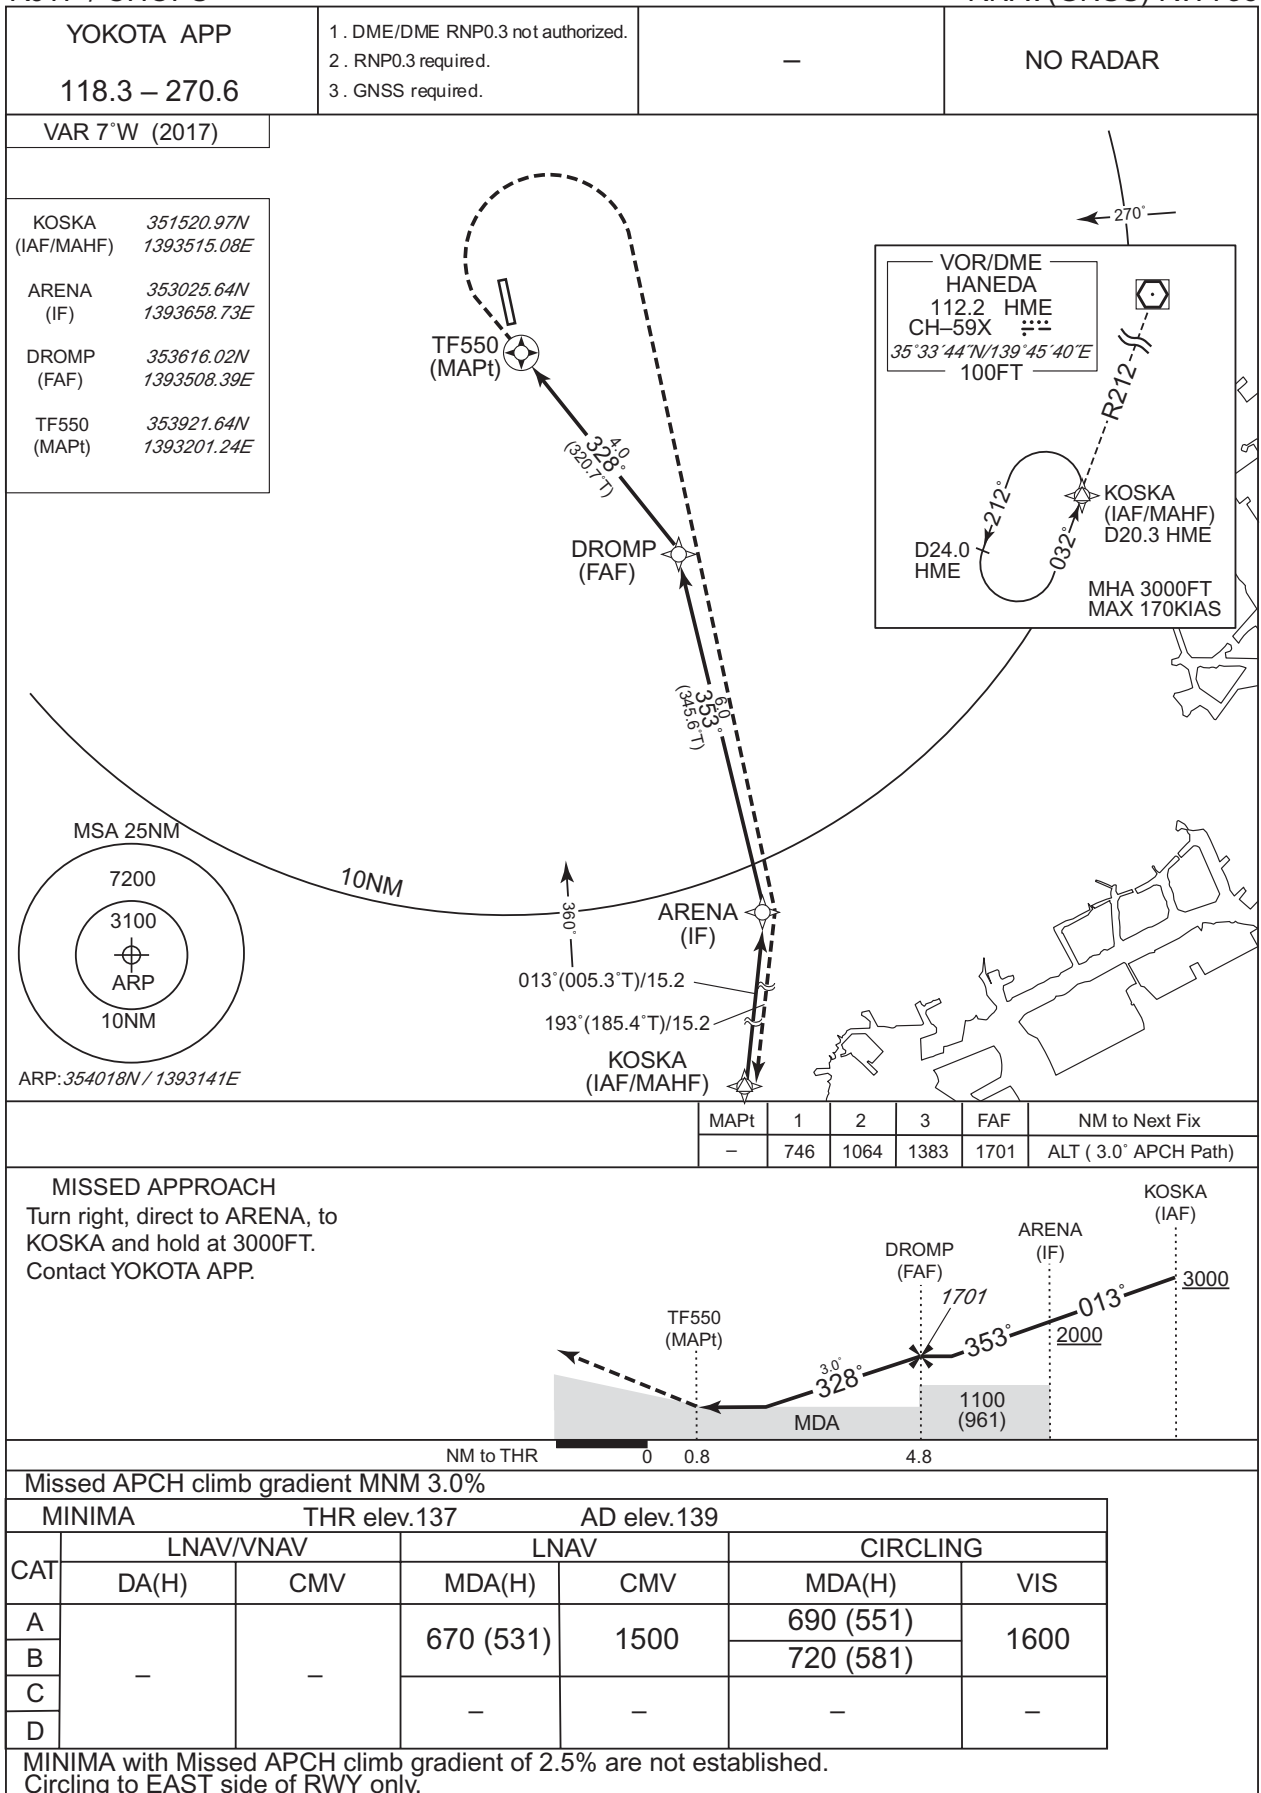 YOKOTA APP
118.3 – 270.6
1 . DME/DME RNP0.3 not authorized.
2 . RNP0.3 required.
3 . GNSS required.
–
NO RADAR
VAR 7˚W (2017)
KOSKA 351520.97N
(IAF/MAHF) 1393515.08E
ARENA 353025.64N
(IF) 1393658.73E
DROMP 353616.02N
(FAF) 1393508.39E
TF550 353921.64N
(MAPt) 1393201.24E
270˚
VOR/DME
HANEDA
112.2 HME
CH–59X
35˚33´44˝N/139˚45´40˝E
100FT
R212
212˚
032˚
KOSKA
(IAF/MAHF)
D20.3 HME
D24.0
HME
MHA 3000FT
MAX 170KIAS
TF550
(MAPt)
4.0
328˚
(320.7˚T)
DROMP
(FAF)
6.0
353˚
(345.6˚T)
MSA 25NM
7200
3100
ARP
10NM
ARP:354018N / 1393141E
10NM
360˚
ARENA
(IF)
013˚(005.3˚T)/15.2
193˚(185.4˚T)/15.2
KOSKA
(IAF/MAHF)
MAPt 1 2 3 FAF NM to Next Fix
– 746 1064 1383 1701 ALT ( 3.0˚ APCH Path)
MISSED APPROACH
Turn right, direct to ARENA, to
KOSKA and hold at 3000FT.
Contact YOKOTA APP.
KOSKA
(IAF)
ARENA
(IF)
DROMP
(FAF)
1701
TF550
(MAPt)
3000
013˚
2000
353˚
3.0˚
328˚
1100
(961)
MDA
NM to THR 0 0.8 4.8
Missed APCH climb gradient MNM 3.0%
MINIMA THR elev.137 AD elev.139
CAT LNAV/VNAV LNAV CIRCLING
DA(H) CMV MDA(H) CMV MDA(H) VIS
A – – 670 (531) 1500 690 (551) 1600
B 720 (581)
C – – – –
D
MINIMA with Missed APCH climb gradient of 2.5% are not established.
Circling to EAST side of RWY only.